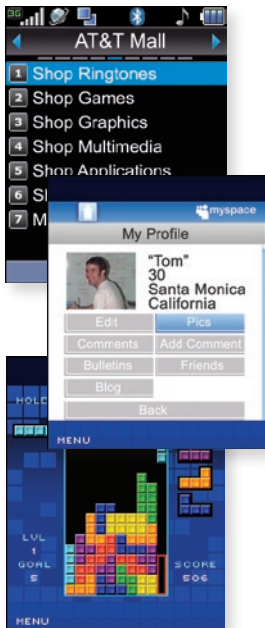 3G
AT&T Mall
1 Shop Ringtones
2 Shop Games
3 Shop Graphics
4 Shop Multimedia
5 Shop Applications
6
7
myspace
My Profile
"Tom"
30
Santa Monica
California
Edit
Pics
Comments
Add Comment
Bulletins
Friends
Blog
Back
MENU
HOLD
LVL
1
GOAL
5
SCORE
506
MENU